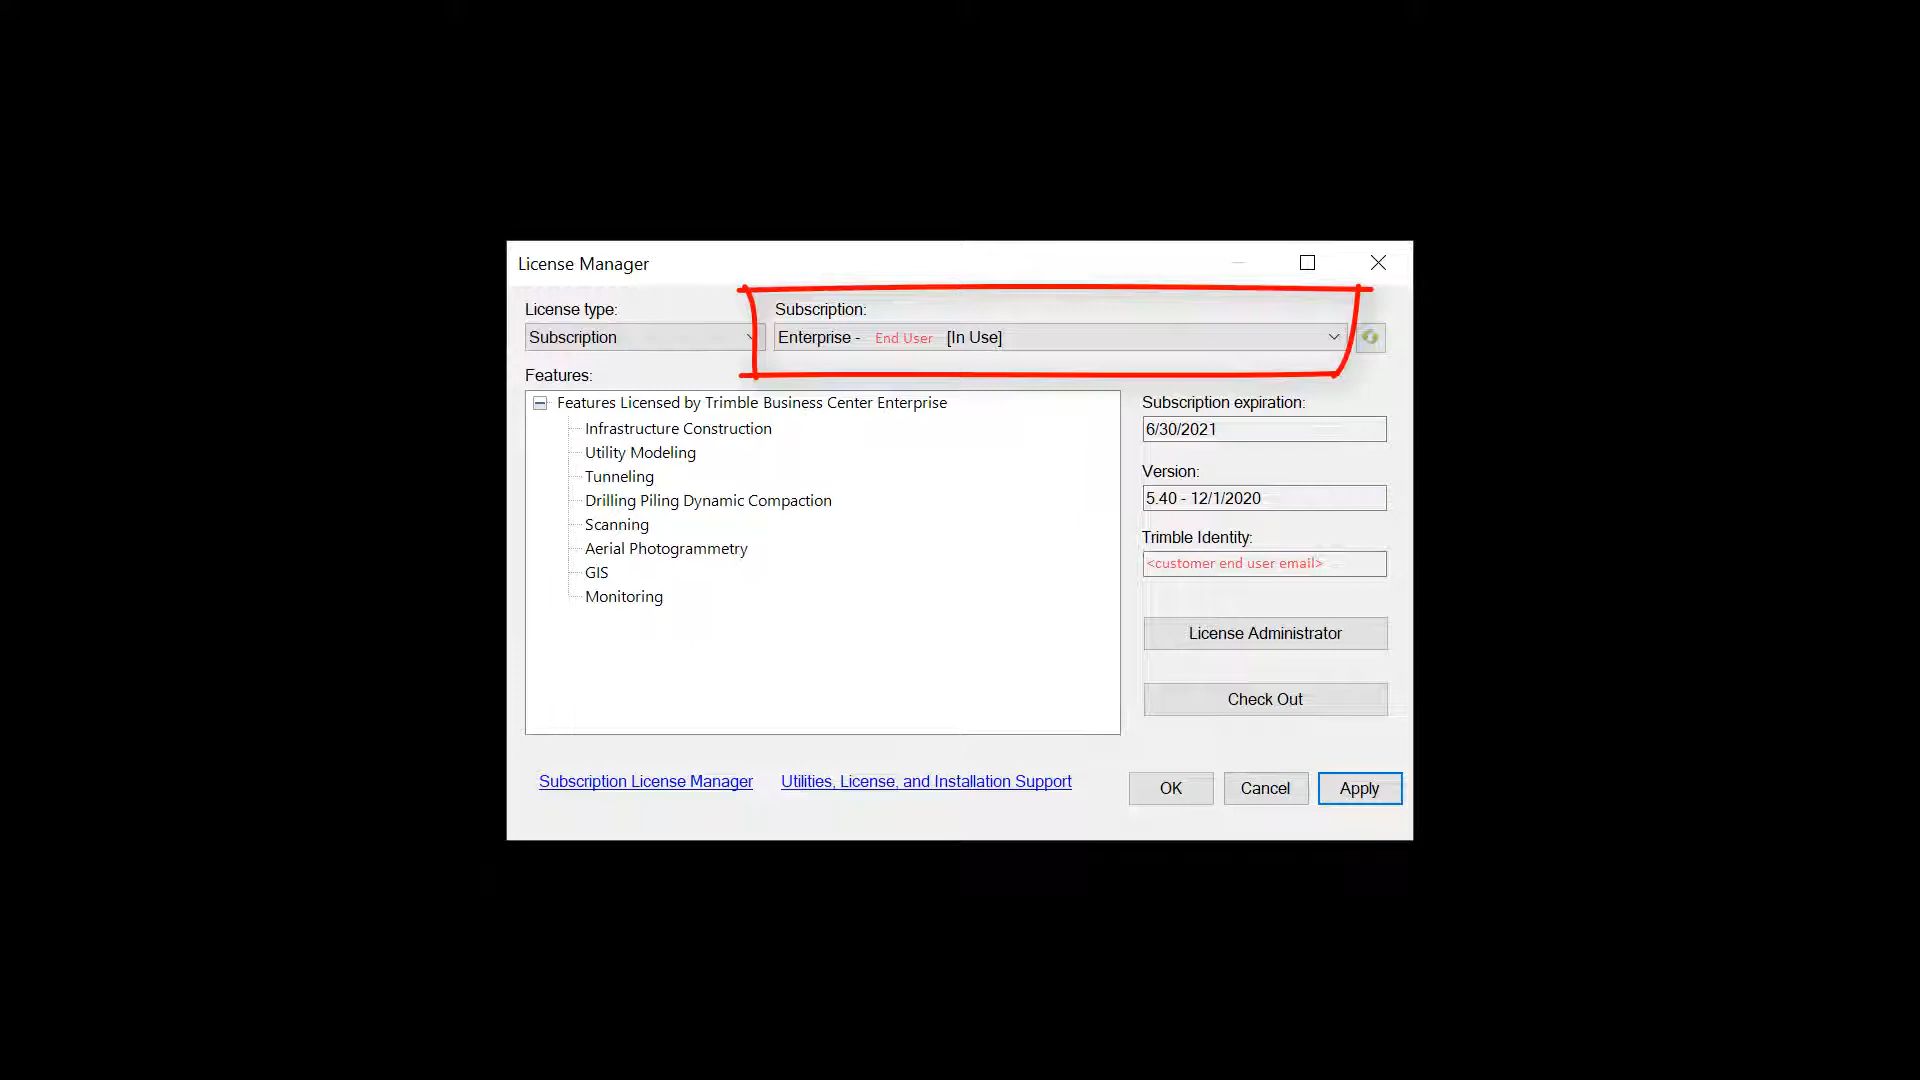 License Manager
License type:
Subscription:
Subscription
Enterprise - End User [In Use]
Features:
Features Licensed by Trimble Business Center Enterprise
Infrastructure Construction
Utility Modeling
Tunneling
Drilling Piling Dynamic Compaction
Scanning
Aerial Photogrammetry
GIS
Monitoring
Subscription expiration:
6/30/2021
Version:
5.40 - 12/1/2020
Trimble Identity:
<customer end user email>
License Administrator
Check Out
Subscription License Manager
Utilities, License, and Installation Support
OK
Cancel
Apply